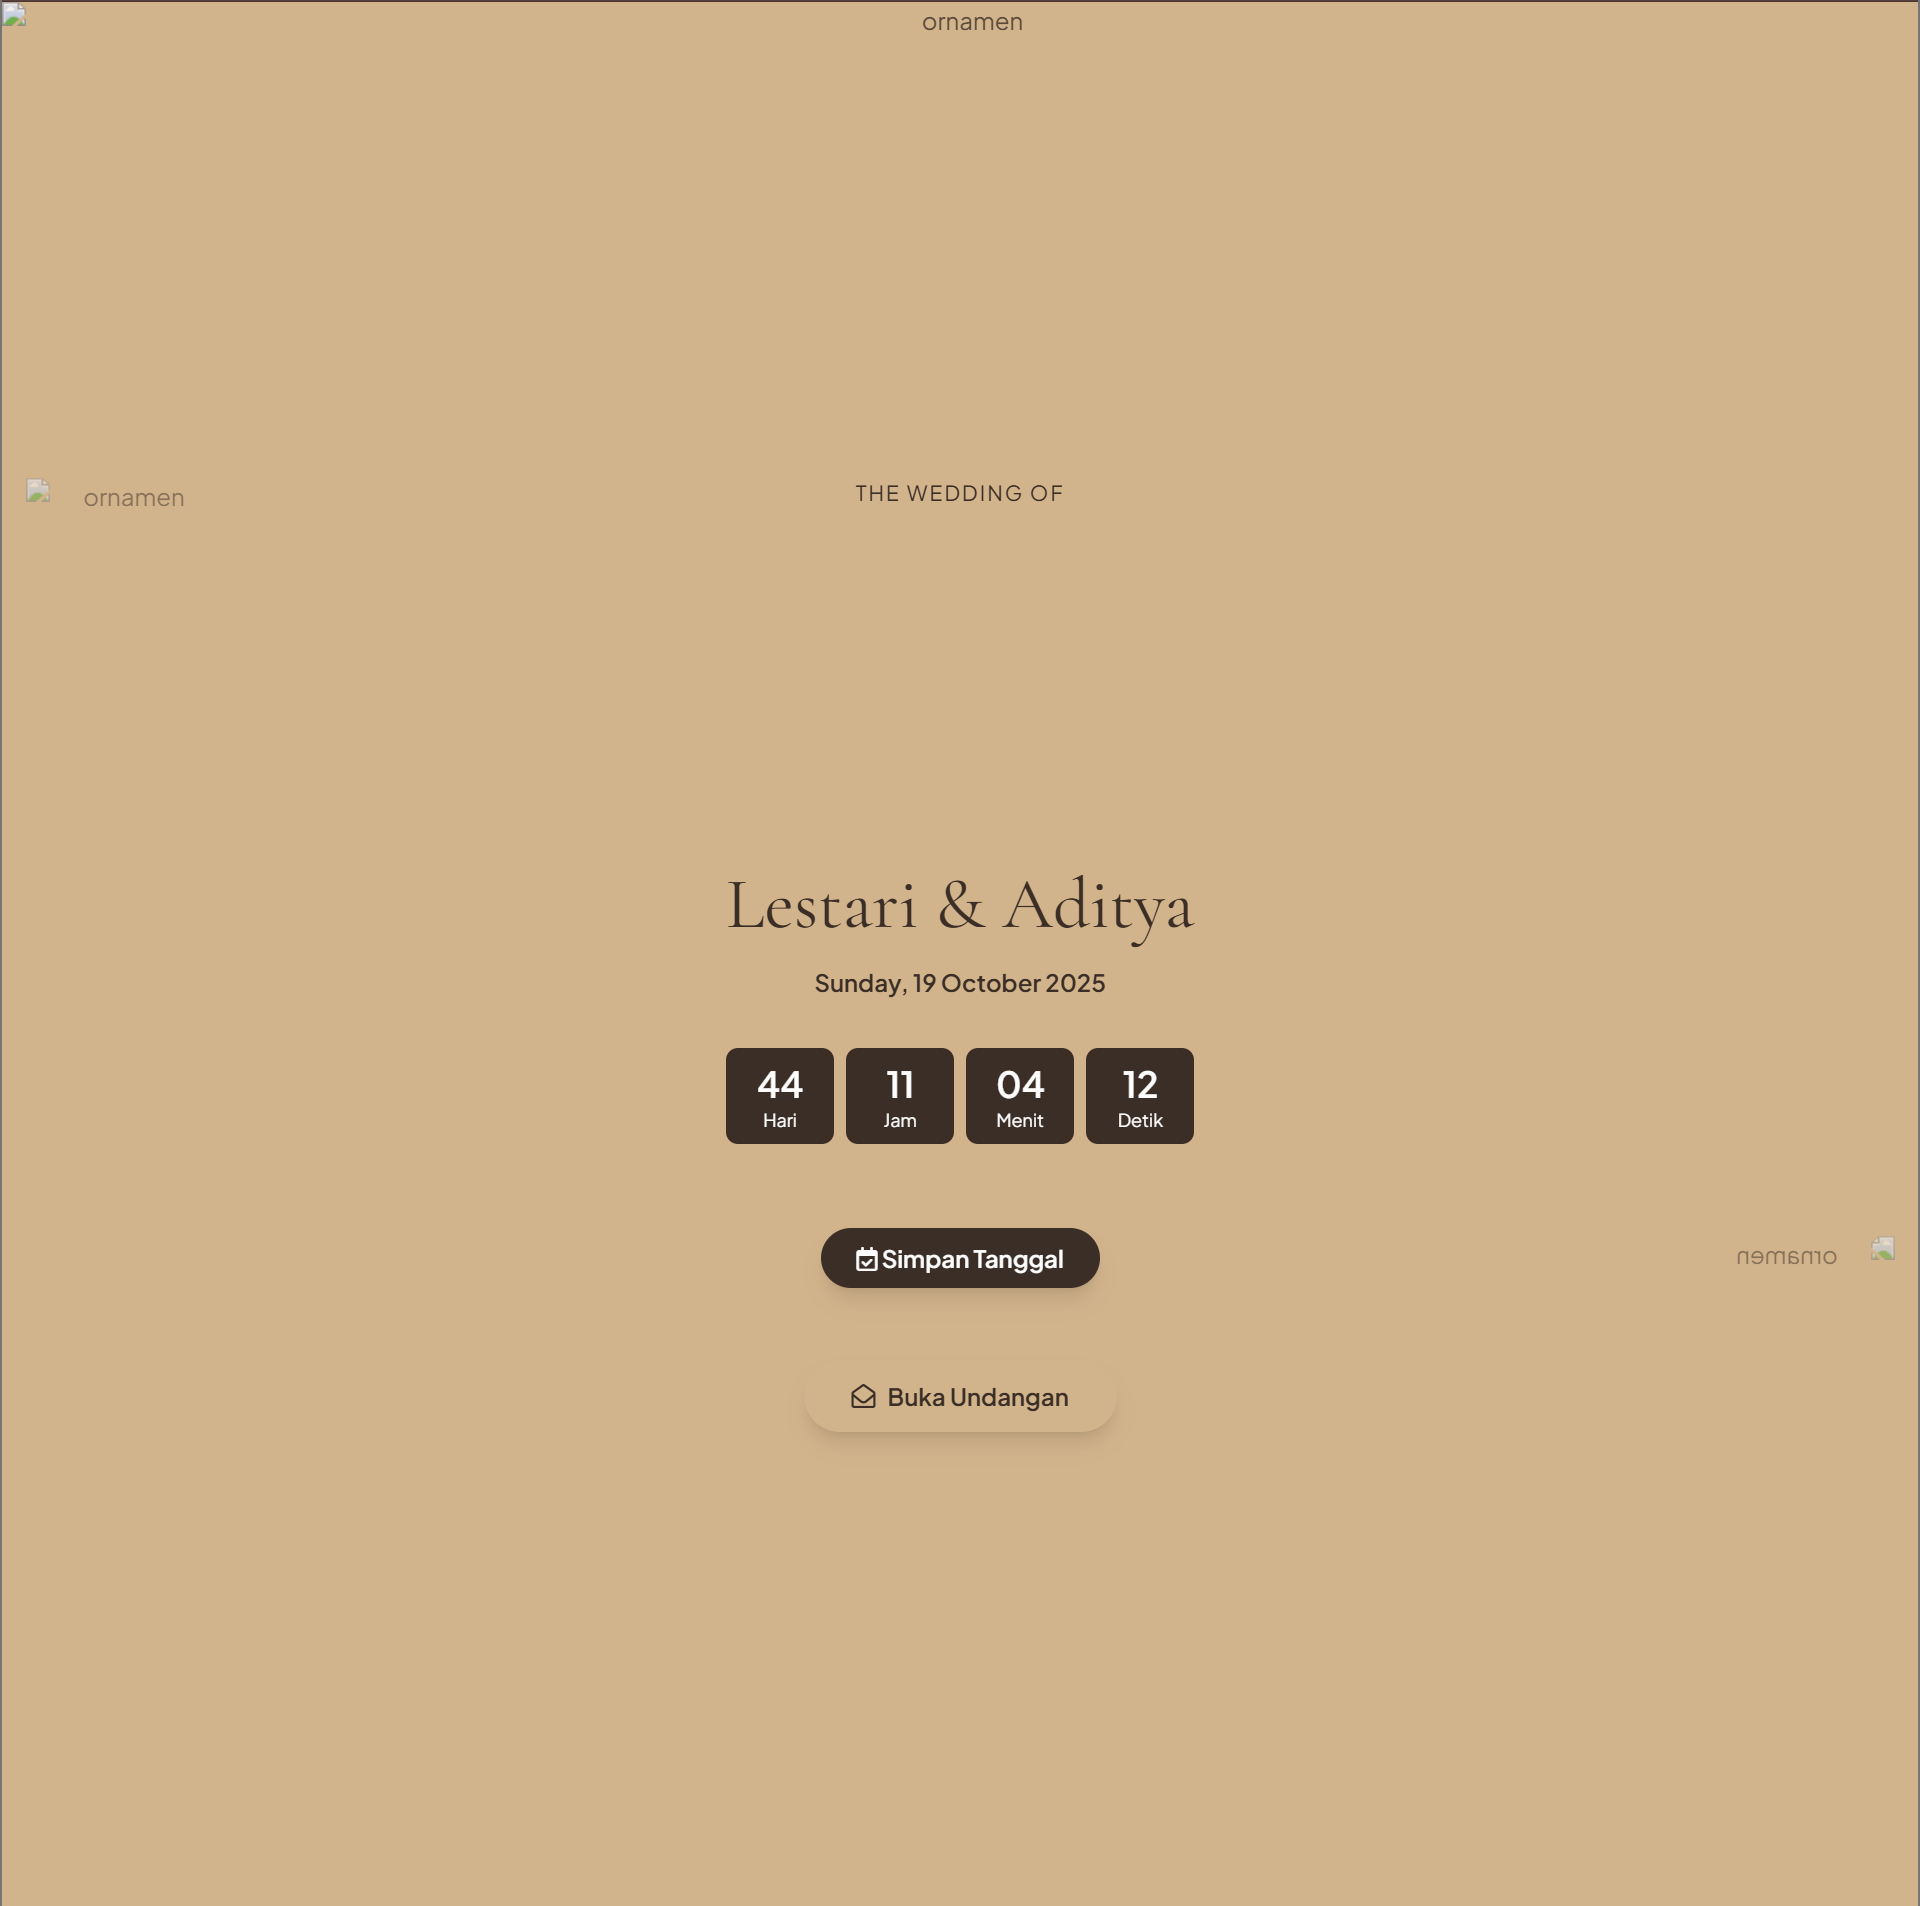 ornamen
ornamen
THE WEDDING OF
Lestari & Aditya
Sunday, 19 October 2025
44 11 04 12
Hari Jam Menit Detik
Simpan Tanggal
ornamen
Buka Undangan